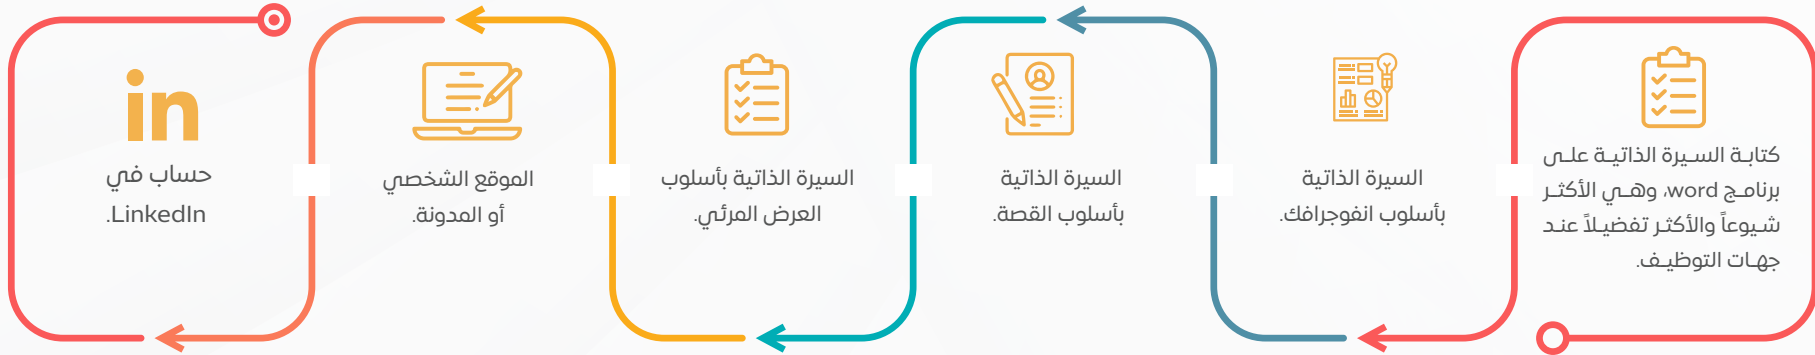 كتابة السيرة الذاتية على
برنامج word، وهي الأكثر
شيوعاً والأكثر تفضيلاً عند
جهات التوظيف.
السيرة الذاتية
بأسلوب انفوجرافك.
السيرة الذاتية
بأسلوب القصة.
السيرة الذاتية بأسلوب
العرض المرئي.
الموقع الشخصي
أو المدونة.
in
حساب في
LinkedIn.